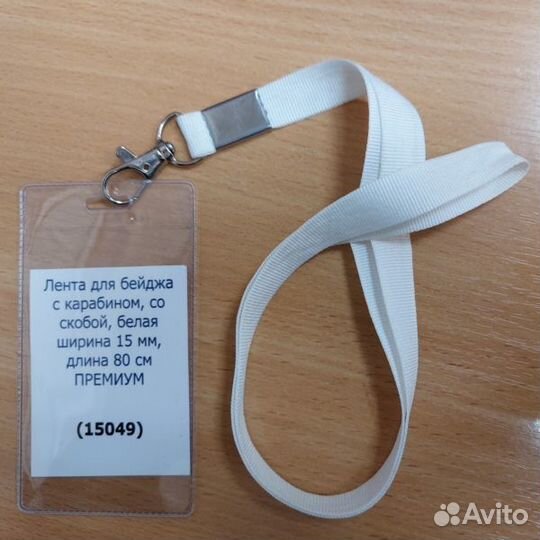 Лента для бейджа
с карабином, со
скобой, белая
ширина 15 мм,
длина 80 см
ПРЕМИУМ
(15049)
Avito